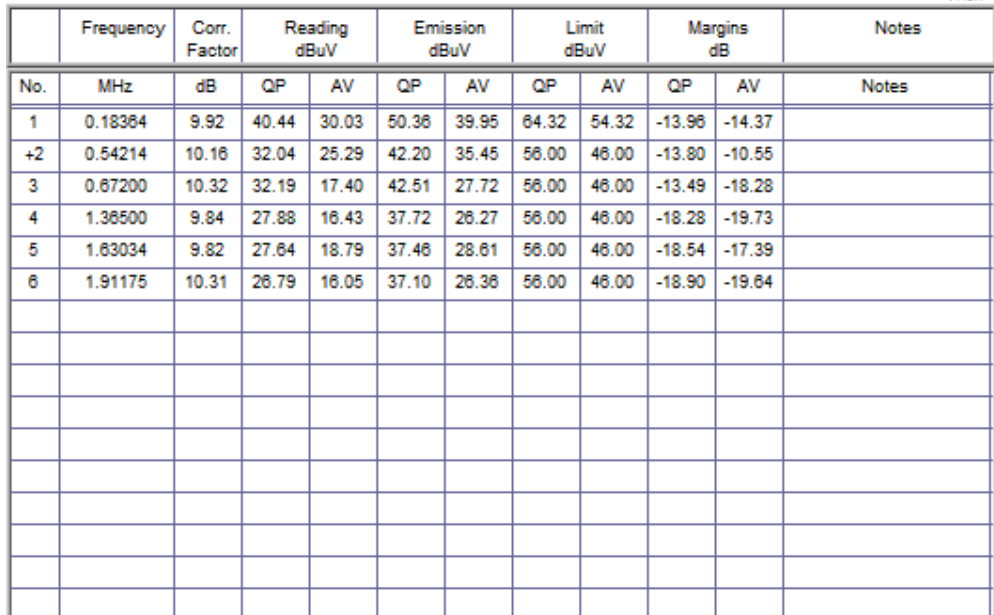 Frequency Corr. Factor Reading dBuV Emission dBuV Limit dBuV Margins dB Notes
No. MHz dB QP AV QP AV QP AV QP AV Notes
1 0.18364 9.92 40.44 30.03 50.36 39.95 64.32 54.32 -13.96 -14.37
+2 0.54214 10.16 32.04 25.29 42.20 35.45 56.00 46.00 -13.80 -10.55
3 0.67200 10.32 32.19 17.40 42.51 27.72 56.00 46.00 -13.49 -18.28
4 1.36500 9.84 27.88 16.43 37.72 26.27 56.00 46.00 -18.28 -19.73
5 1.63034 9.82 27.64 18.79 37.46 28.61 56.00 46.00 -18.54 -17.39
6 1.91175 10.31 26.79 16.05 37.10 26.36 56.00 46.00 -18.90 -19.64